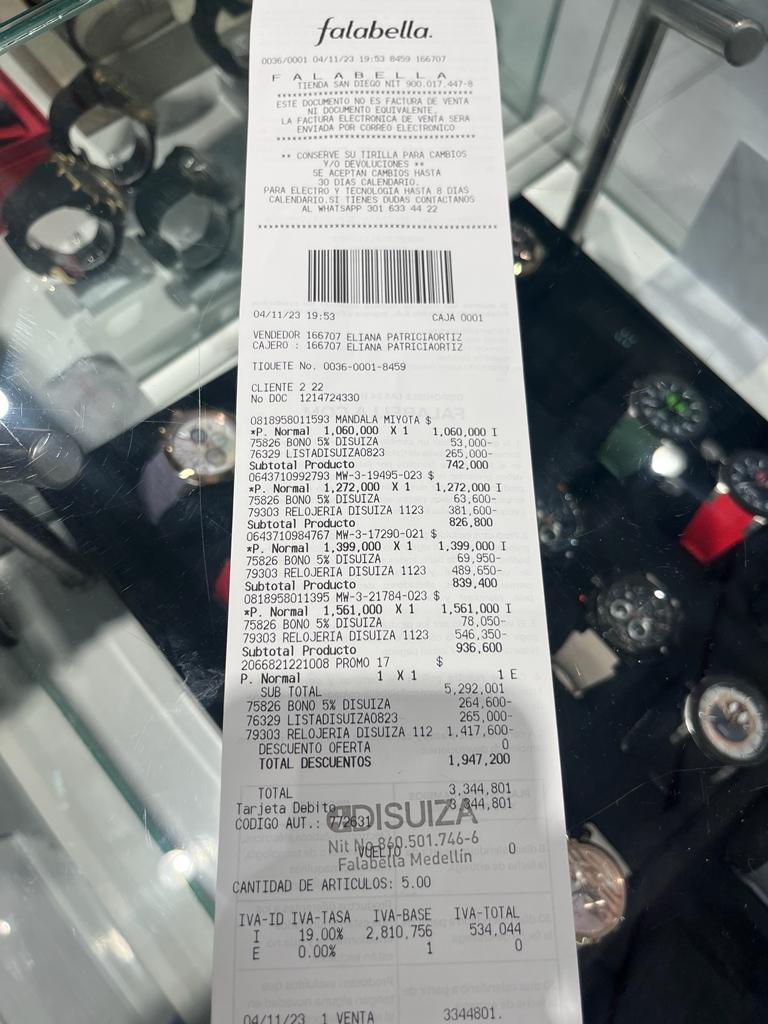 falabella.
0036/0001 04/11/23 19:53 8459 166707
F A L A B E L L A
TIENDA SAN DIEGO NIT 900.017.447-8
****************************************
ESTE DOCUMENTO NO ES FACTURA DE VENTA
NI DOCUMENTO EQUIVALENTE.
LA FACTURA ELECTRONICA DE VENTA SERA
ENVIADA POR CORREO ELECTRONICO
****************************************
** CONSERVE SU TIRILLA PARA CAMBIOS
Y/O DEVOLUCIONES **
SE ACEPTAN CAMBIOS HASTA
30 DIAS CALENDARIO.
PARA ELECTRO Y TECNOLOGIA HASTA 8 DIAS
CALENDARIO.SI TIENES DUDAS CONTACTANOS
AL WHATSAPP 301 633 44 22
****************************************
04/11/23 19:53 CAJA 0001
VENDEDOR 166707 ELIANA PATRICIAORTIZ
CAJERO : 166707 ELIANA PATRICIAORTIZ
TIQUETE No. 0036-0001-8459
CLIENTE 2 22
No DOC 1214724330
0818958011593 MANDALA MIYOTA $
*P. Normal 1,060,000 X 1 1,060,000 I
75826 BONO 5% DISUIZA 53,000-
76329 LISTADISUIZA0823 265,000-
Subtotal Producto 742,000
0643710992793 MW-3-19495-023 $
*P. Normal 1,272,000 X 1 1,272,000 I
75826 BONO 5% DISUIZA 63,600-
79303 RELOJERIA DISUIZA 1123 381,600-
Subtotal Producto 826,800
0643710984767 MW-3-17290-021 $
*P. Normal 1,399,000 X 1 1,399,000 I
75826 BONO 5% DISUIZA 69,950-
79303 RELOJERIA DISUIZA 1123 489,650-
Subtotal Producto 839,400
0818958011395 MW-3-21784-023 $
*P. Normal 1,561,000 X 1 1,561,000 I
75826 BONO 5% DISUIZA 78,050-
79303 RELOJERIA DISUIZA 1123 546,350-
Subtotal Producto 936,600
2066821221008 PROMO 17 $
P. Normal 1 X 1 1 E
SUB TOTAL 5,292,001
75826 BONO 5% DISUIZA 264,600-
76329 LISTADISUIZA0823 265,000-
79303 RELOJERIA DISUIZA 112 1,417,600-
DESCUENTO OFERTA 0
TOTAL DESCUENTOS 1,947,200
TOTAL 3,344,801
Tarjeta Debito 3,344,801
CODIGO AUT.: 772631
DISUIZA
Nit No 860.501.746-6
VUELTO 0
Falabella Medellín
CANTIDAD DE ARTICULOS: 5.00
IVA-ID IVA-TASA IVA-BASE IVA-TOTAL
I 19.00% 2,810,756 534,044
E 0.00% 1 0
04/11/23 1 VENTA 3344801.